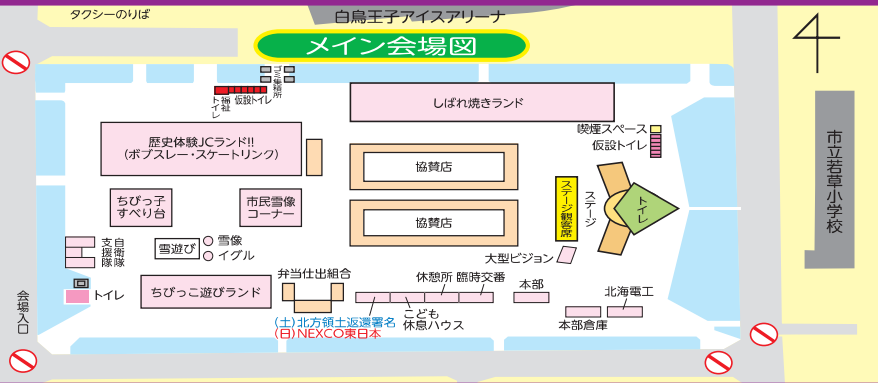 タクシーのりば
白鳥王子アイスアリーナ
メイン会場図
ゴミ集積所
福祉トイレ
仮設トイレ
しばれ焼きランド
喫煙スペース
仮設トイレ
歴史体験JCランド!!
(ボブスレー・スケートリンク)
協賛店
協賛店
ちびっ子
すべり台
市民雪像
コーナー
ステージ観客席
ステージ
トイレ
市立若草小学校
自衛隊
支援隊
雪遊び
雪像
イグル
大型ビジョン
トイレ
ちびっこ遊びランド
弁当仕出組合
休憩所
臨時交番
本部
北海電工
会場入口
(土)北方領土返還署名
(日)NEXCO東日本
こども
休息ハウス
本部倉庫